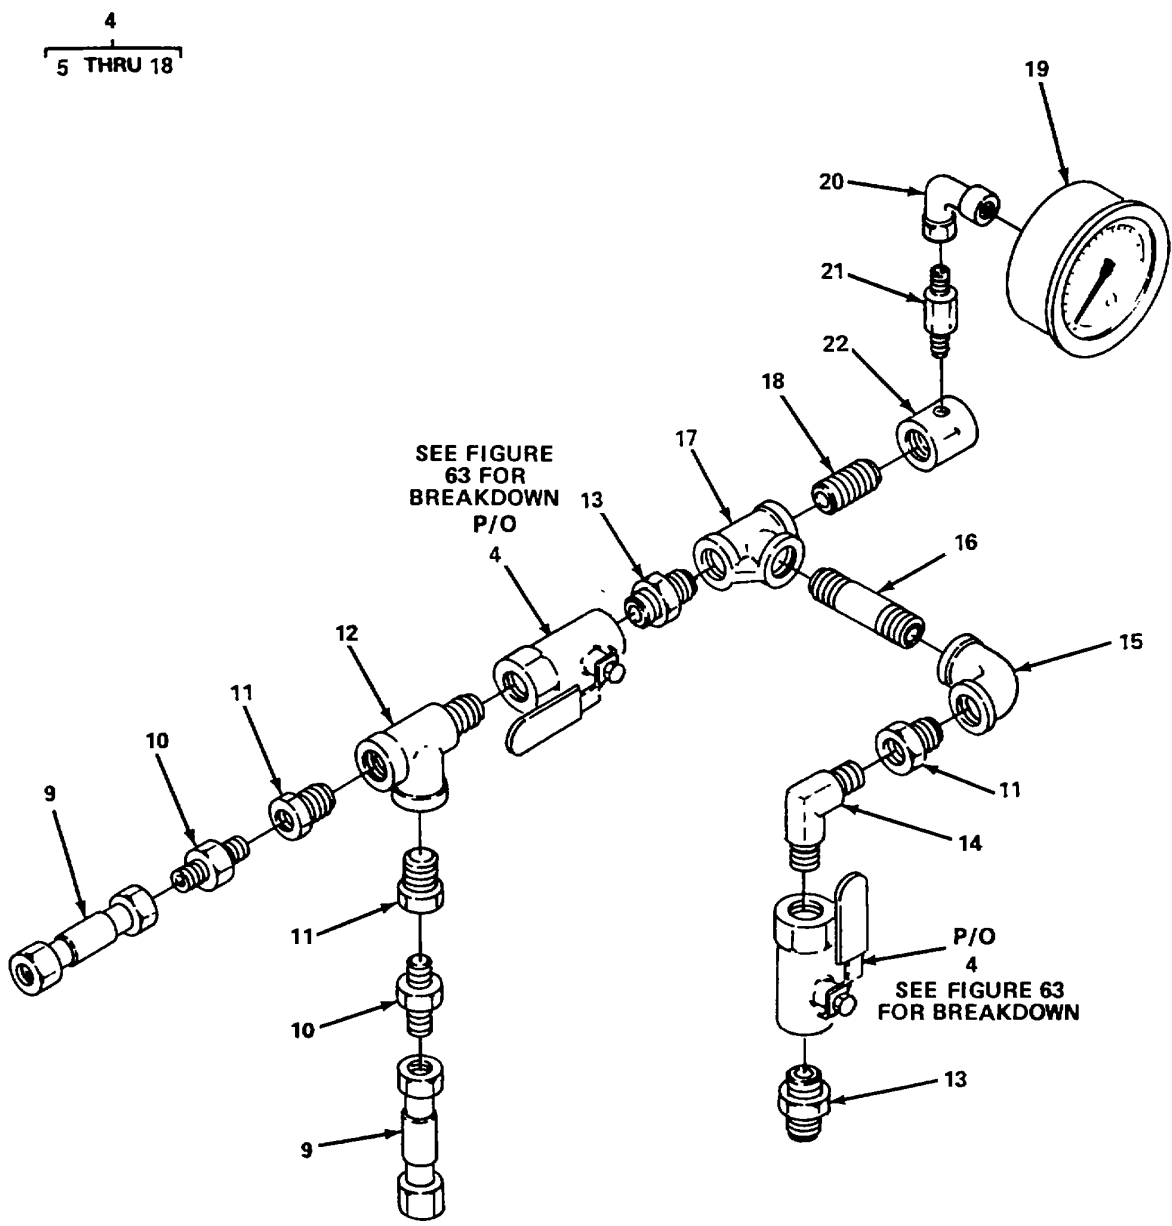 4
5 THRU 18
19
20
21
22
18
17
SEE FIGURE
63 FOR
BREAKDOWN
P/O
4
13
16
12
15
11
10
9
11
14
11
10
9
P/O
4
SEE FIGURE 63
FOR BREAKDOWN
13